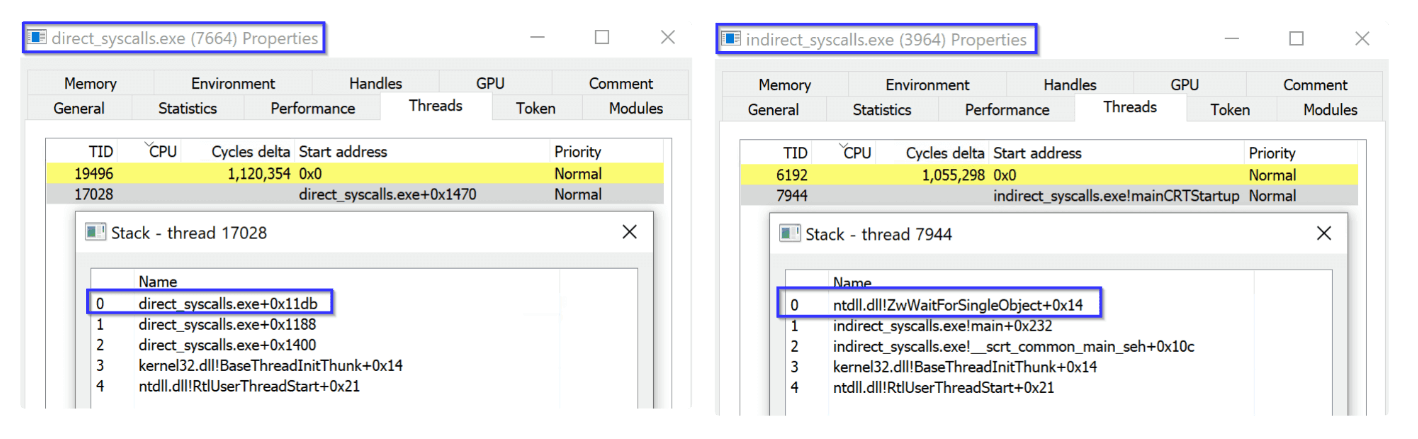 direct_syscalls.exe (7664) Properties
Memory Environment Handles GPU Comment
General Statistics Performance Threads Token Modules
TID CPU Cycles delta Start address Priority
19496 1,120,354 0x0 Normal
17028 direct_syscalls.exe+0x1470 Normal
Stack - thread 17028
Name
0 direct_syscalls.exe+0x11db
1 direct_syscalls.exe+0x1188
2 direct_syscalls.exe+0x1400
3 kernel32.dll!BaseThreadInitThunk+0x14
4 ntdll.dll!RtlUserThreadStart+0x21
indirect_syscalls.exe (3964) Properties
Memory Environment Handles GPU Comment
General Statistics Performance Threads Token Modules
TID CPU Cycles delta Start address Priority
6192 1,055,298 0x0 Normal
7944 indirect_syscalls.exe!mainCRTStartup Normal
Stack - thread 7944
Name
0 ntdll.dll!ZwWaitForSingleObject+0x14
1 indirect_syscalls.exe!main+0x232
2 indirect_syscalls.exe!__scrt_common_main_seh+0x10c
3 kernel32.dll!BaseThreadInitThunk+0x14
4 ntdll.dll!RtlUserThreadStart+0x21